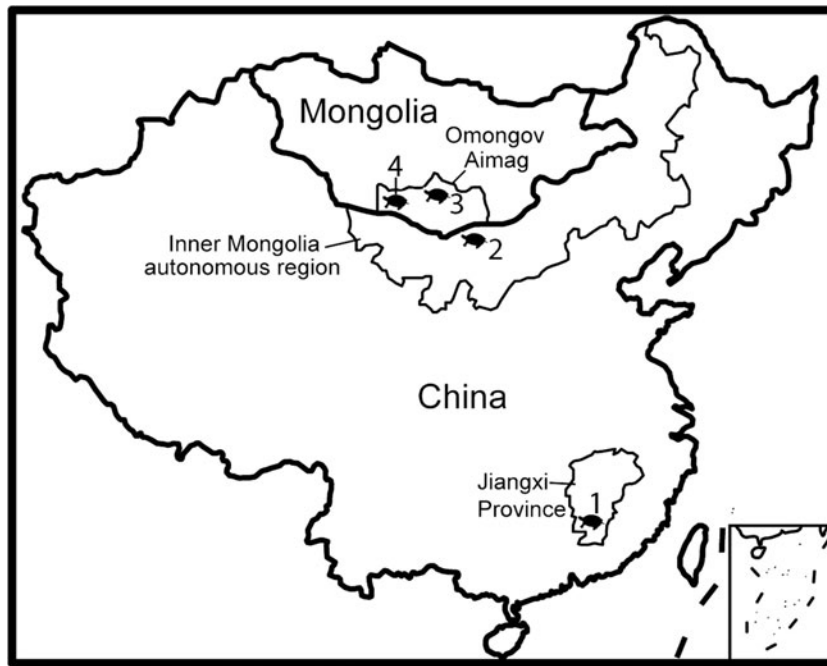 Mongolia
Omongov
Aimag
4
3
2
Inner Mongolia
autonomous region
China
Jiangxi
Province
1